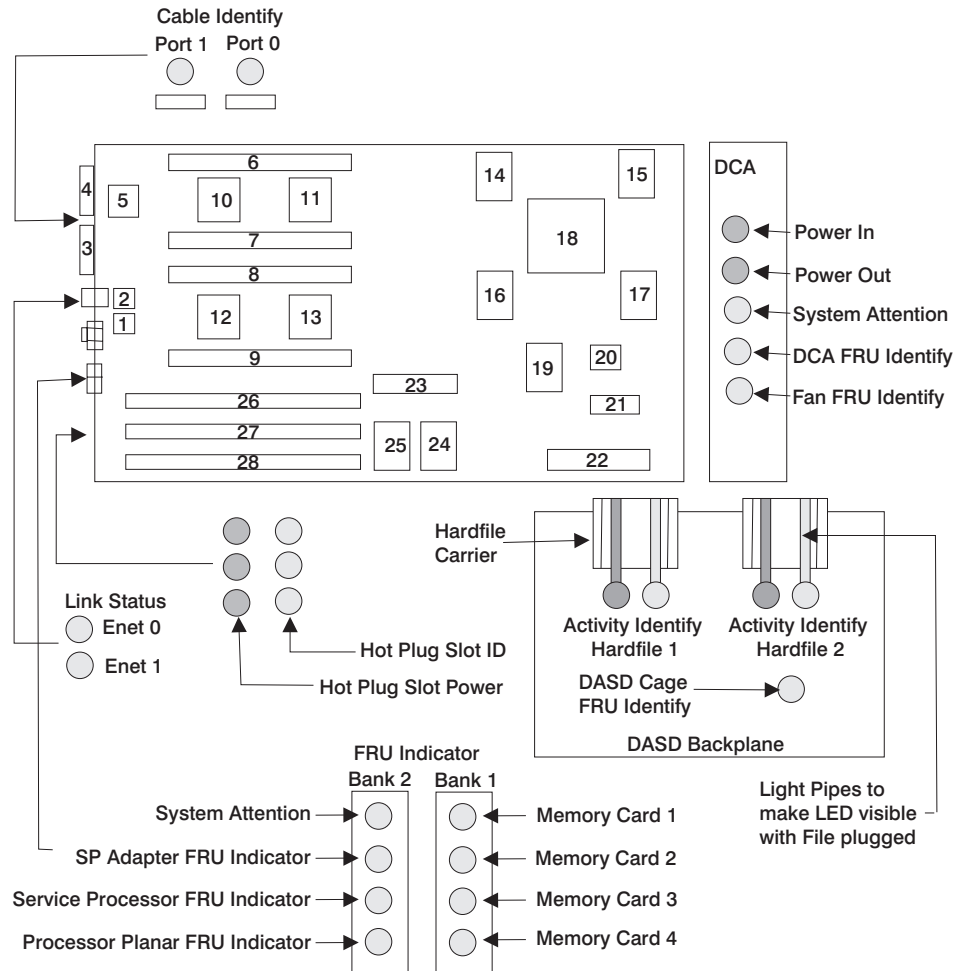 Cable Identify
Port 1 Port 0
4
5
6
10
11
14
15
DCA
3
7
18
Power In
2
8
Power Out
1
12
13
16
17
System Attention
9
19
20
DCA FRU Identify
23
21
Fan FRU Identify
26
27
25
24
28
22
Hardfile
Carrier
Link Status
Enet 0
Enet 1
Hot Plug Slot ID
Hot Plug Slot Power
Activity Identify
Hardfile 1
Activity Identify
Hardfile 2
DASD Cage
FRU Identify
DASD Backplane
Light Pipes to
make LED visible
with File plugged
FRU Indicator
Bank 2 Bank 1
System Attention
Memory Card 1
SP Adapter FRU Indicator
Memory Card 2
Service Processor FRU Indicator
Memory Card 3
Processor Planar FRU Indicator
Memory Card 4